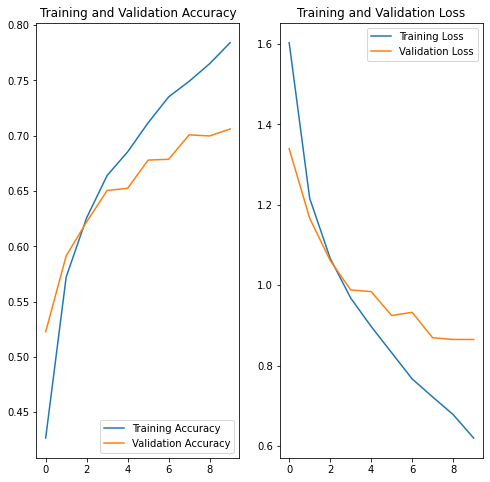 Training and Validation Accuracy
0.80
0.75
0.70
0.65
0.60
0.55
0.50
0.45
0 2 4 6 8
Training Accuracy
Validation Accuracy
Training and Validation Loss
1.6
1.4
1.2
1.0
0.8
0.6
0 2 4 6 8
Training Loss
Validation Loss